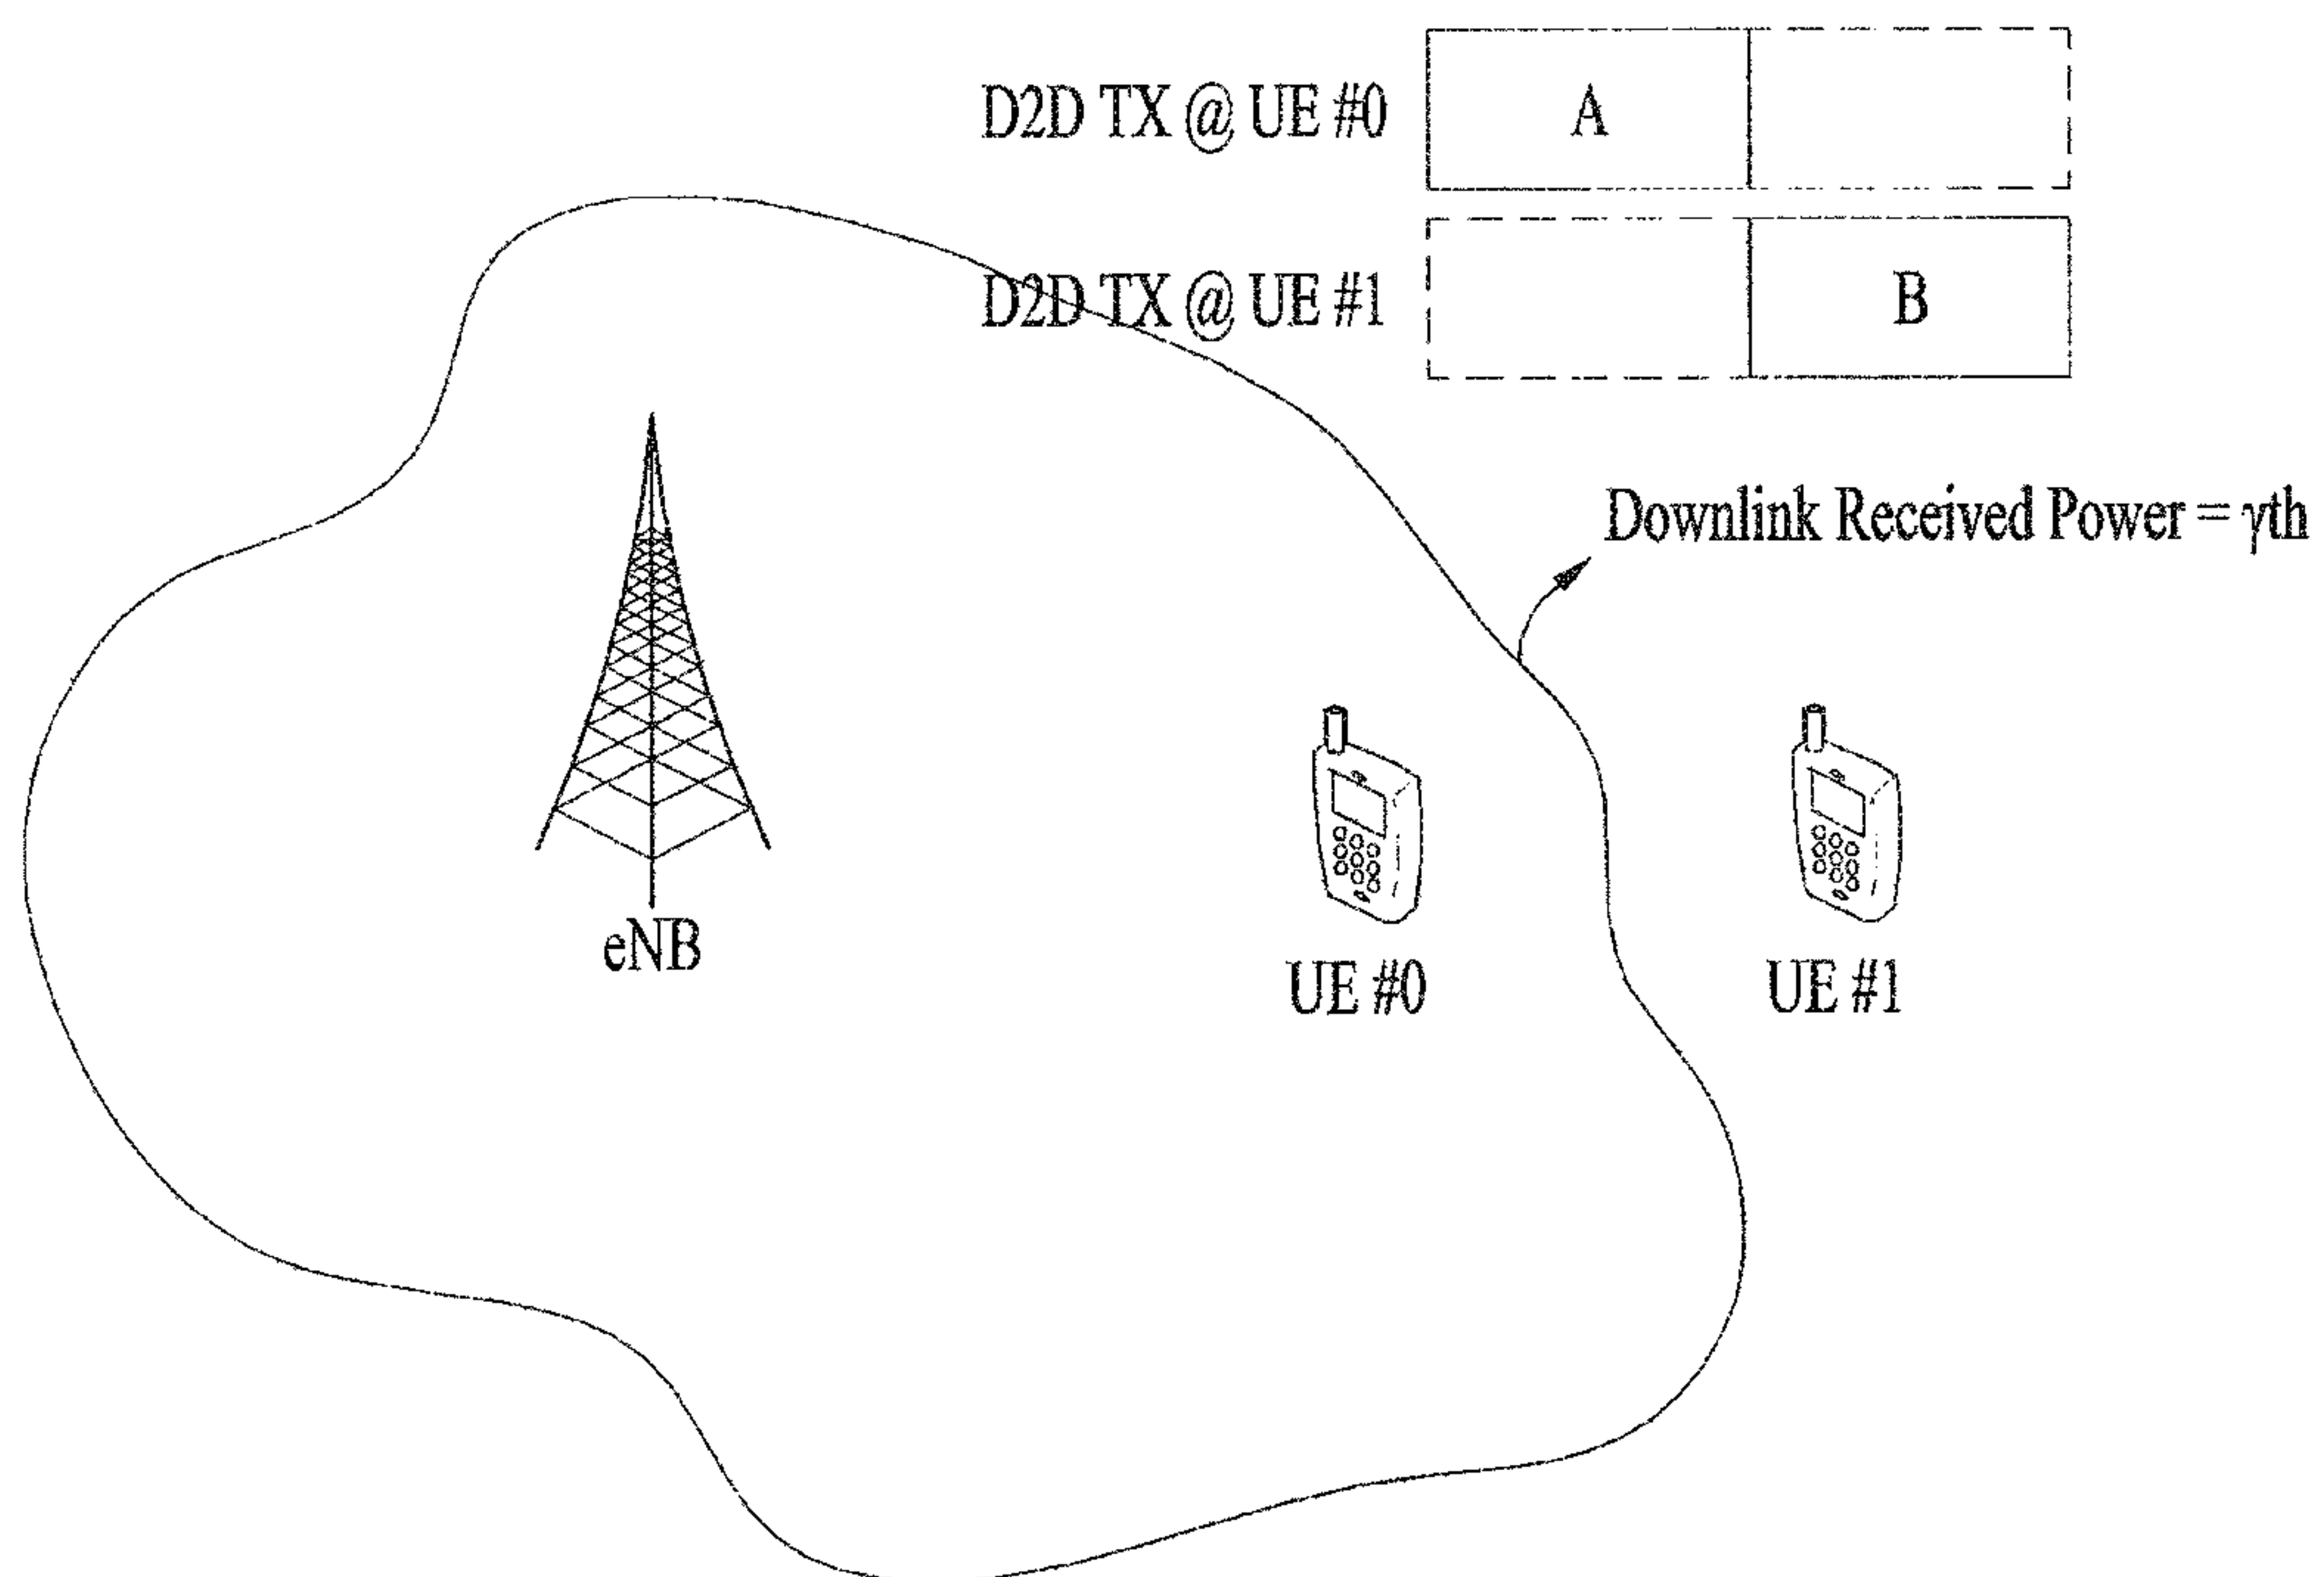 D2D TX @ UE #0
A
D2D TX @ UE #1
B
Downlink Received Power = γth
eNB
UE #0
UE #1